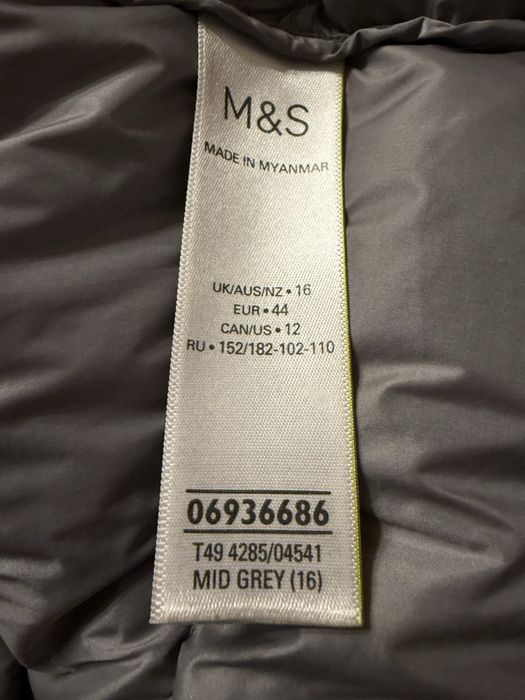 M&S
MADE IN MYANMAR
UK/AUS/NZ • 16
EUR • 44
CAN/US • 12
RU • 152/182-102-110
06936686
T49 4285/04541
MID GREY (16)